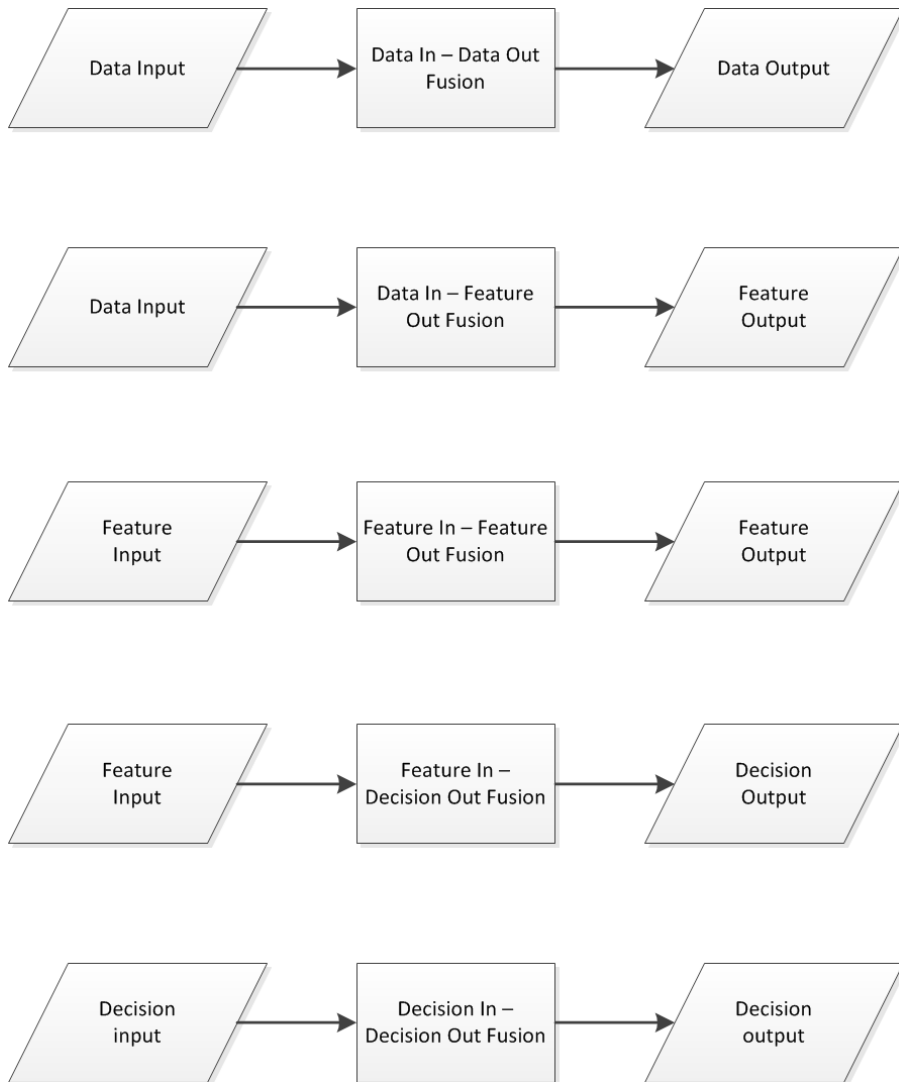 Data Input
Data In – Data Out
Fusion
Data Output
Data Input
Data In – Feature
Out Fusion
Feature
Output
Feature
Input
Feature In – Feature
Out Fusion
Feature
Output
Feature
Input
Feature In –
Decision Out Fusion
Decision
Output
Decision
input
Decision In –
Decision Out Fusion
Decision
output